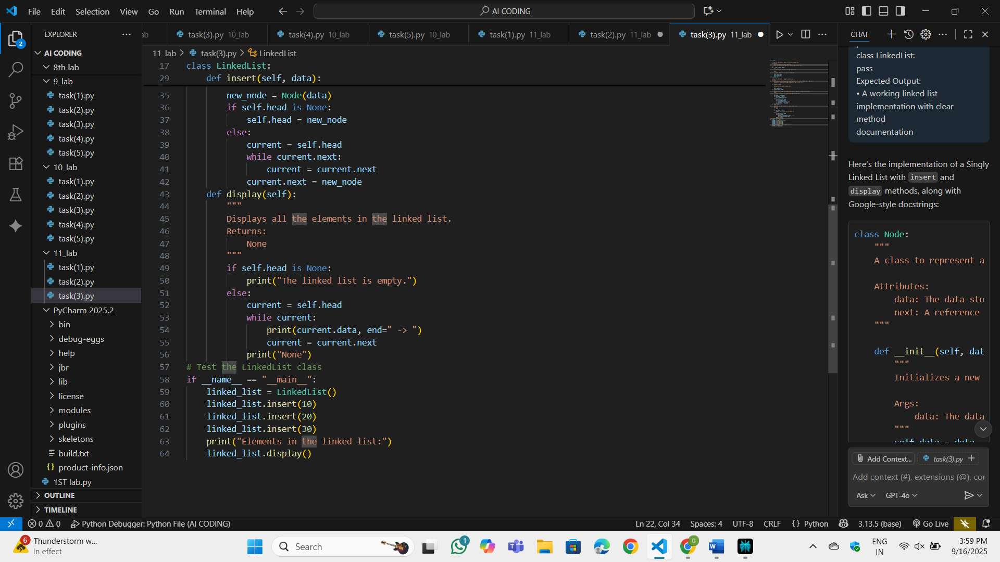 File Edit Selection View Go Run Terminal Help
AI CODING
EXPLORER
AI CODING
8th lab
9_lab
task(1).py
task(2).py
task(3).py
task(4).py
task(5).py
10_lab
task(1).py
task(2).py
task(3).py
task(4).py
task(5).py
11_lab
task(1).py
task(2).py
task(3).py
PyCharm 2025.2
bin
debug-eggs
help
jbr
lib
license
modules
plugins
skeletons
build.txt
product-info.json
1ST lab.py
OUTLINE
TIMELINE
2
ab task(3).py 10_lab task(4).py 10_lab task(5).py 10_lab task(1).py 11_lab task(2).py 11_lab task(3).py 11_lab
11_lab > task(3).py > LinkedList
17 class LinkedList:
29 def insert(self, data):
35 new_node = Node(data)
36 if self.head is None:
37 self.head = new_node
38 else:
39 current = self.head
40 while current.next:
41 current = current.next
42 current.next = new_node
43 def display(self):
44 """
45 Displays all the elements in the linked list.
46 Returns:
47 None
48 """
49 if self.head is None:
50 print("The linked list is empty.")
51 else:
52 current = self.head
53 while current:
54 print(current.data, end=" -> ")
55 current = current.next
56 print("None")
57 # Test the LinkedList class
58 if __name__ == "__main__":
59 linked_list = LinkedList()
60 linked_list.insert(10)
61 linked_list.insert(20)
62 linked_list.insert(30)
63 print("Elements in the linked list:")
64 linked_list.display()
CHAT
class LinkedList:
pass
Expected Output:
• A working linked list
implementation with clear
method
documentation
Here's the implementation of a Singly
Linked List with insert and
display methods, along with
Google-style docstrings:
class Node:
"""
A class to represent a
Attributes:
data: The data sto
next: A reference
"""
def __init__(self, dat
"""
Initializes a new
Args:
data: The data
"""
self.data = data
Add Context... task(3).py +
Add context (#), extensions (@), cor
Ask GPT-4o
0 0 Python Debugger: Python File (AI CODING)
Ln 22, Col 34 Spaces: 4 UTF-8 CRLF {} Python 3.13.5 (base) Go Live
6
Thunderstorm w...
In effect
Search
1
G
ENG
IN
3:59 PM
9/16/2025